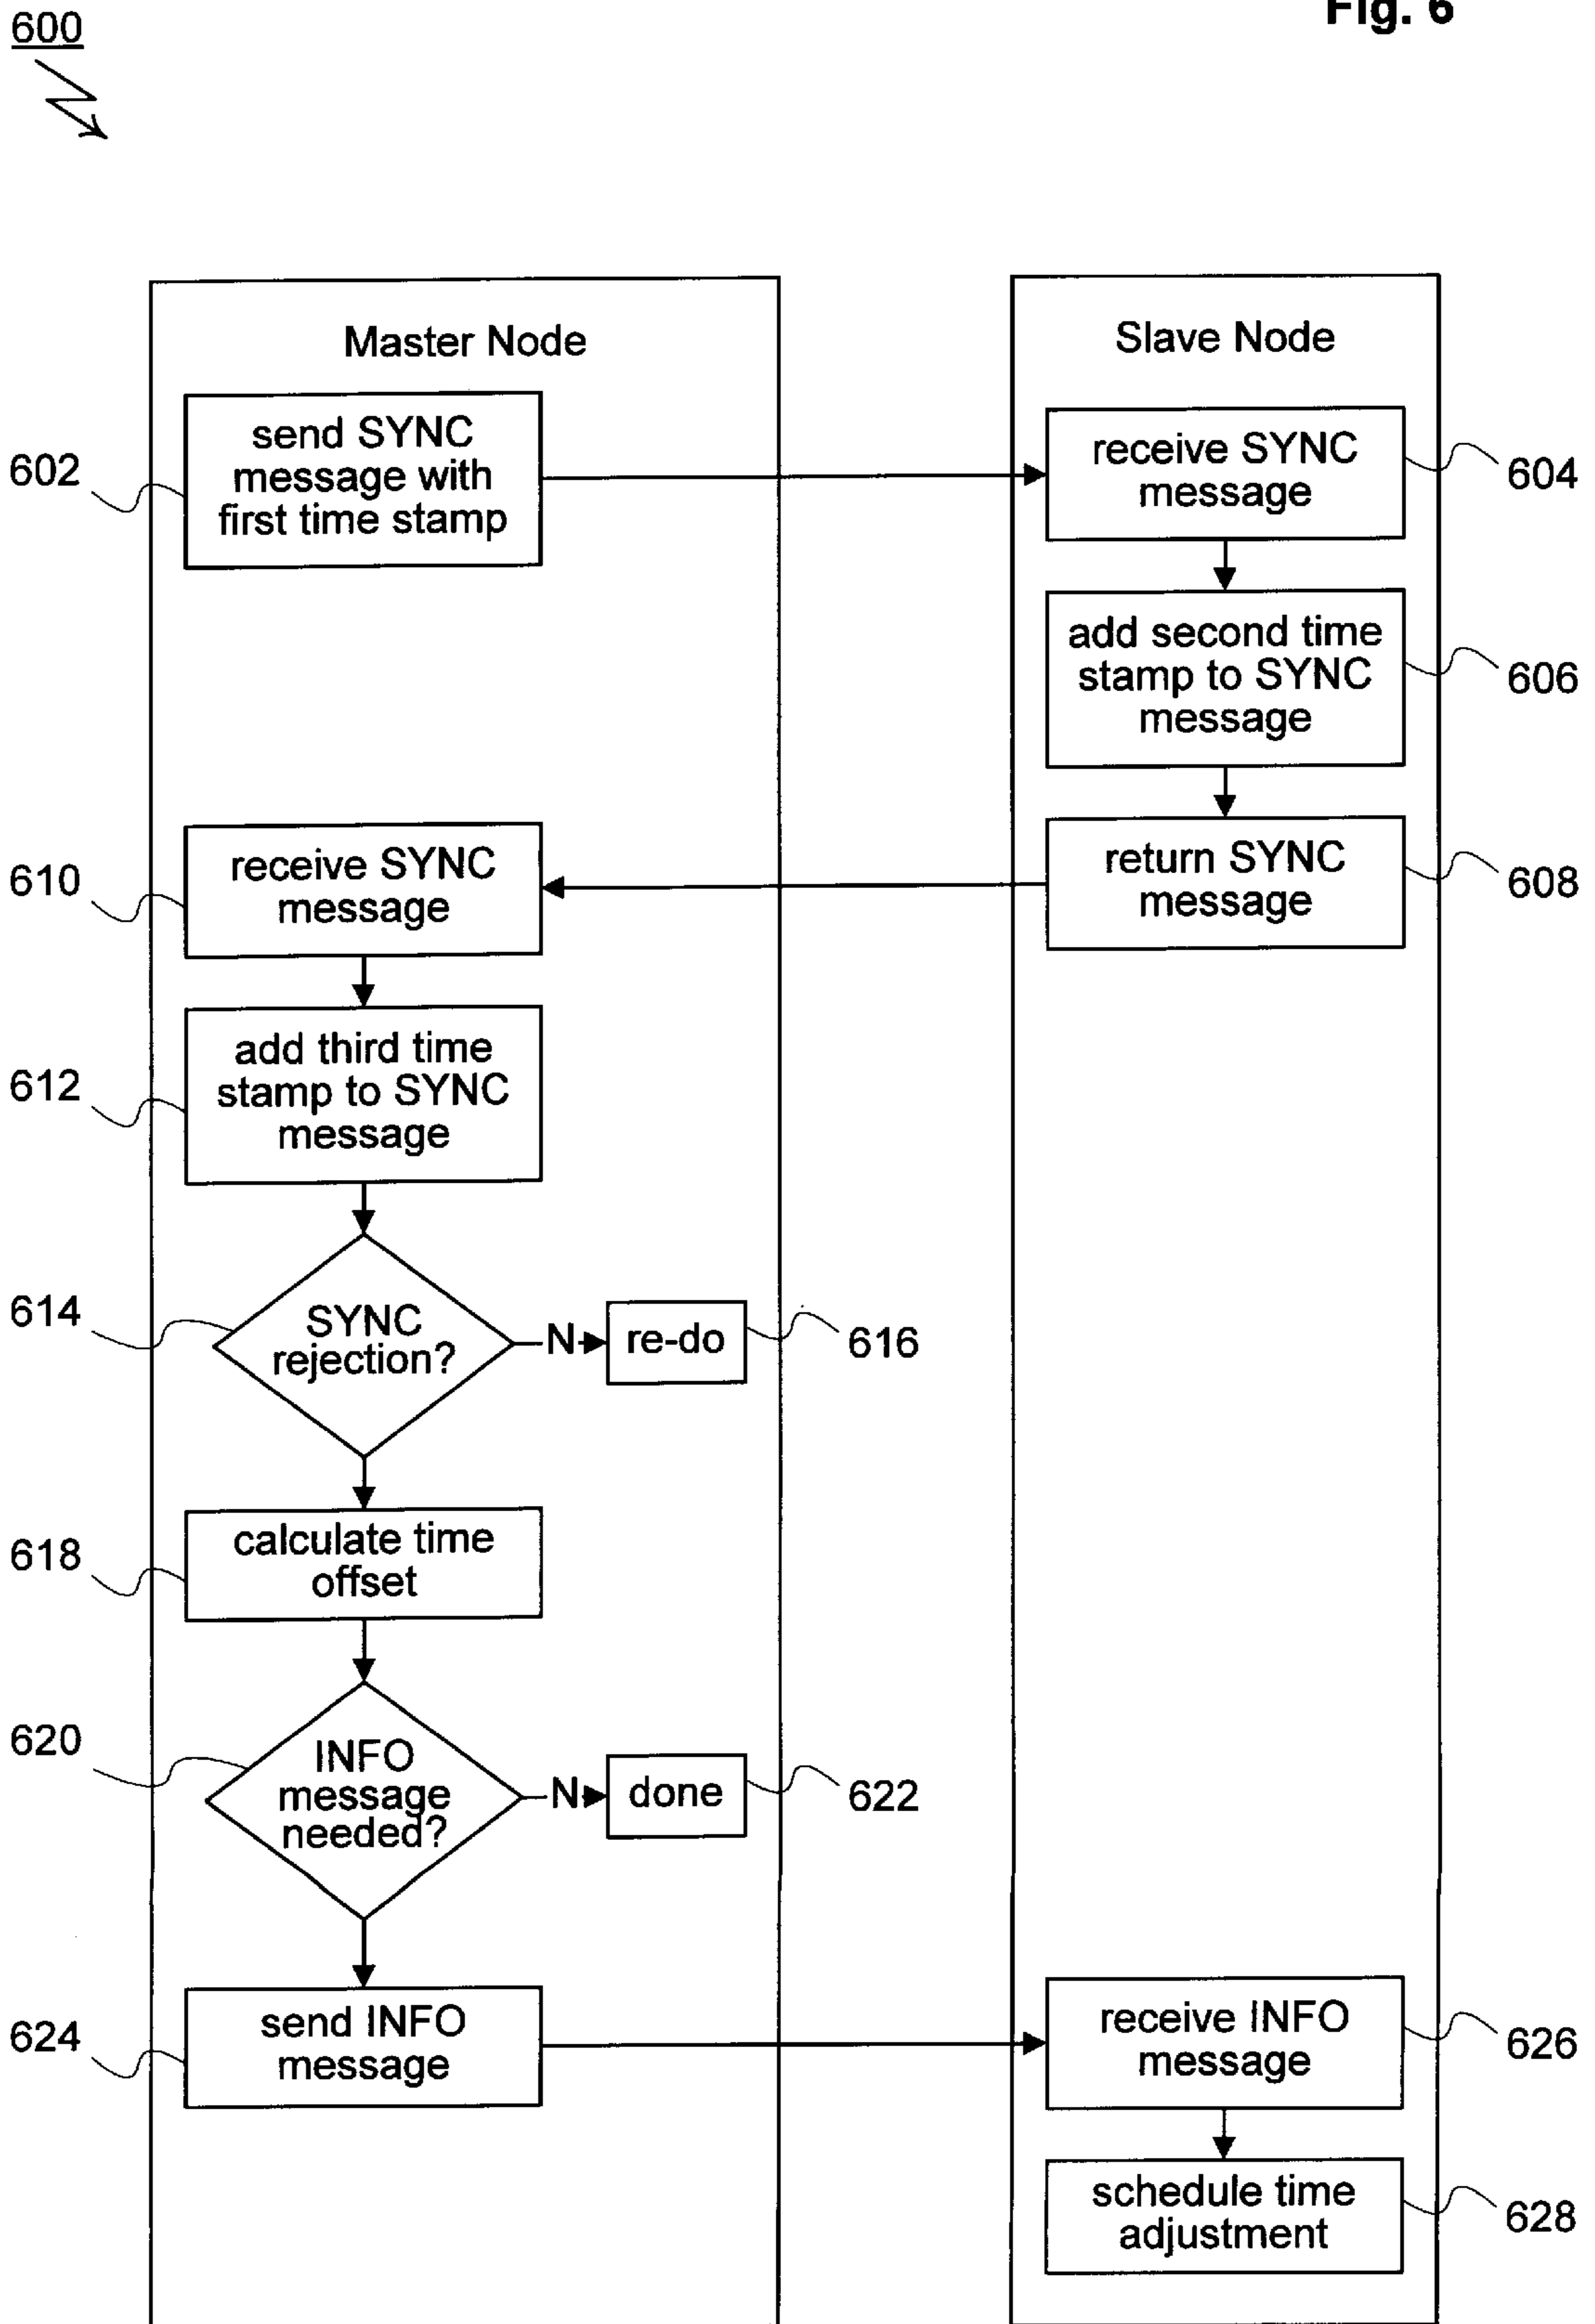 600
Fig. 6
Master Node
Slave Node
send SYNC
message with
first time stamp
602
receive SYNC
message
604
add second time
stamp to SYNC
message
606
return SYNC
message
608
receive SYNC
message
610
add third time
stamp to SYNC
message
612
SYNC
rejection?
614
N
re-do
616
calculate time
offset
618
INFO
message
needed?
620
N
done
622
send INFO
message
624
receive INFO
message
626
schedule time
adjustment
628